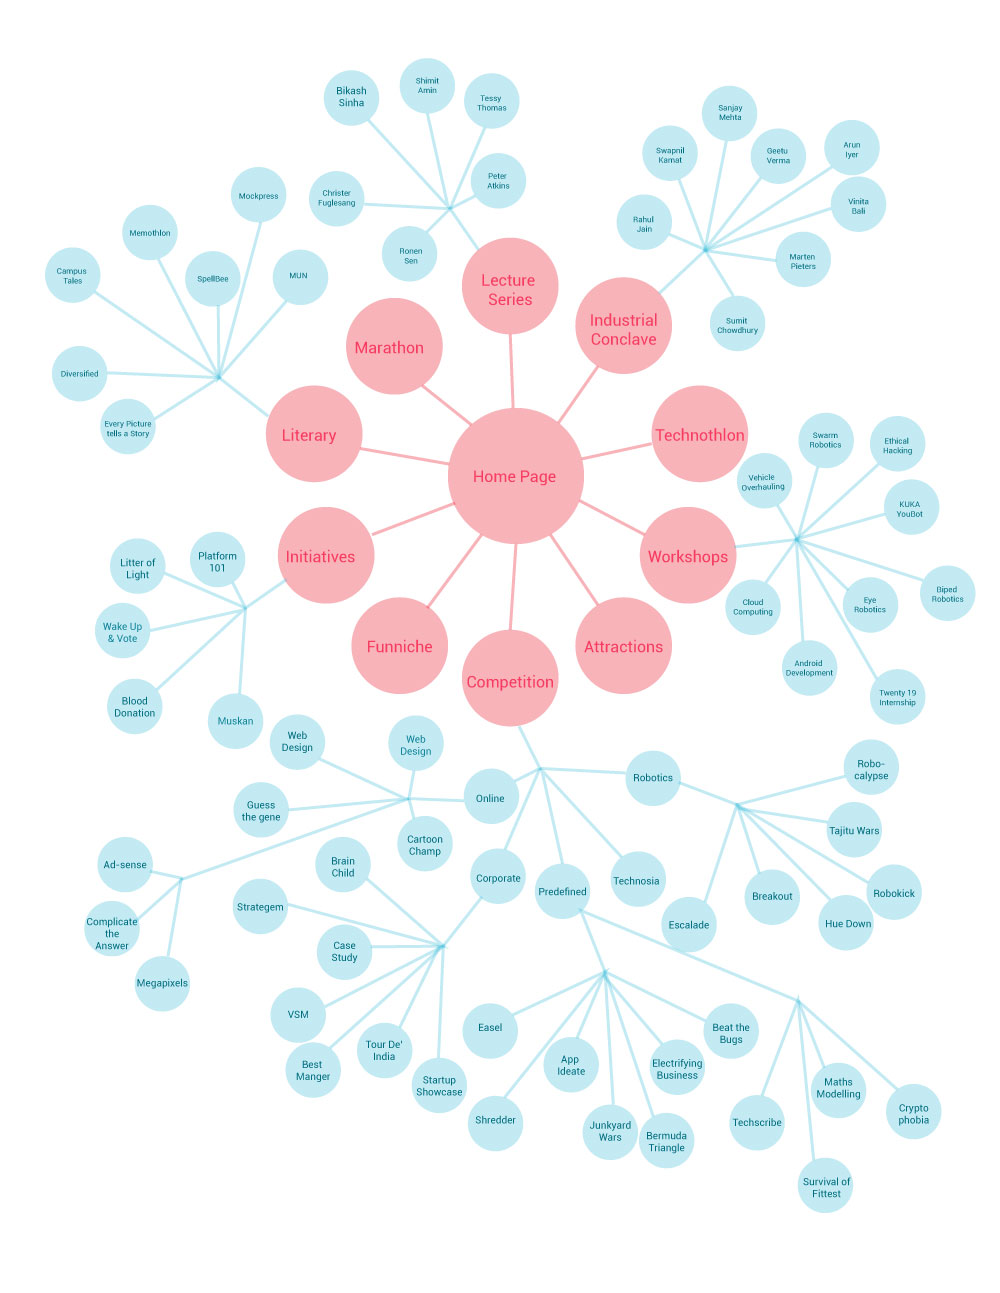 Bikash
Sinha
Shimit
Amin
Tessy
Thomas
Peter
Atkins
Christer
Fuglesang
Ronen
Sen
Sanjay
Mehta
Swapnil
Kamat
Geetu
Verma
Arun
Iyer
Vinita
Bali
Rahul
Jain
Marten
Pieters
Sumit
Chowdhury
Mockpress
Memothlon
Campus
Tales
SpellBee
MUN
Diversified
Every Picture
tells a Story
Lecture
Series
Industrial
Conclave
Marathon
Literary
Technothlon
Home Page
Initiatives
Workshops
Funniche
Attractions
Competition
Swarm
Robotics
Ethical
Hacking
Vehicle
Overhauling
KUKA
YouBot
Biped
Robotics
Eye
Robotics
Cloud
Computing
Android
Development
Twenty 19
Internship
Platform
101
Litter of
Light
Wake Up
& Vote
Blood
Donation
Muskan
Web
Design
Web
Design
Guess
the gene
Online
Cartoon
Champ
Robotics
Robo-
calypse
Tajitu Wars
Robokick
Hue Down
Breakout
Escalade
Technosia
Predefined
Corporate
Ad-sense
Complicate
the
Answer
Megapixels
Brain
Child
Strategem
Case
Study
VSM
Best
Manger
Tour De'
India
Startup
Showcase
Easel
App
Ideate
Shredder
Junkyard
Wars
Bermuda
Triangle
Electrifying
Business
Beat the
Bugs
Techscribe
Maths
Modelling
Crypto
phobia
Survival of
Fittest